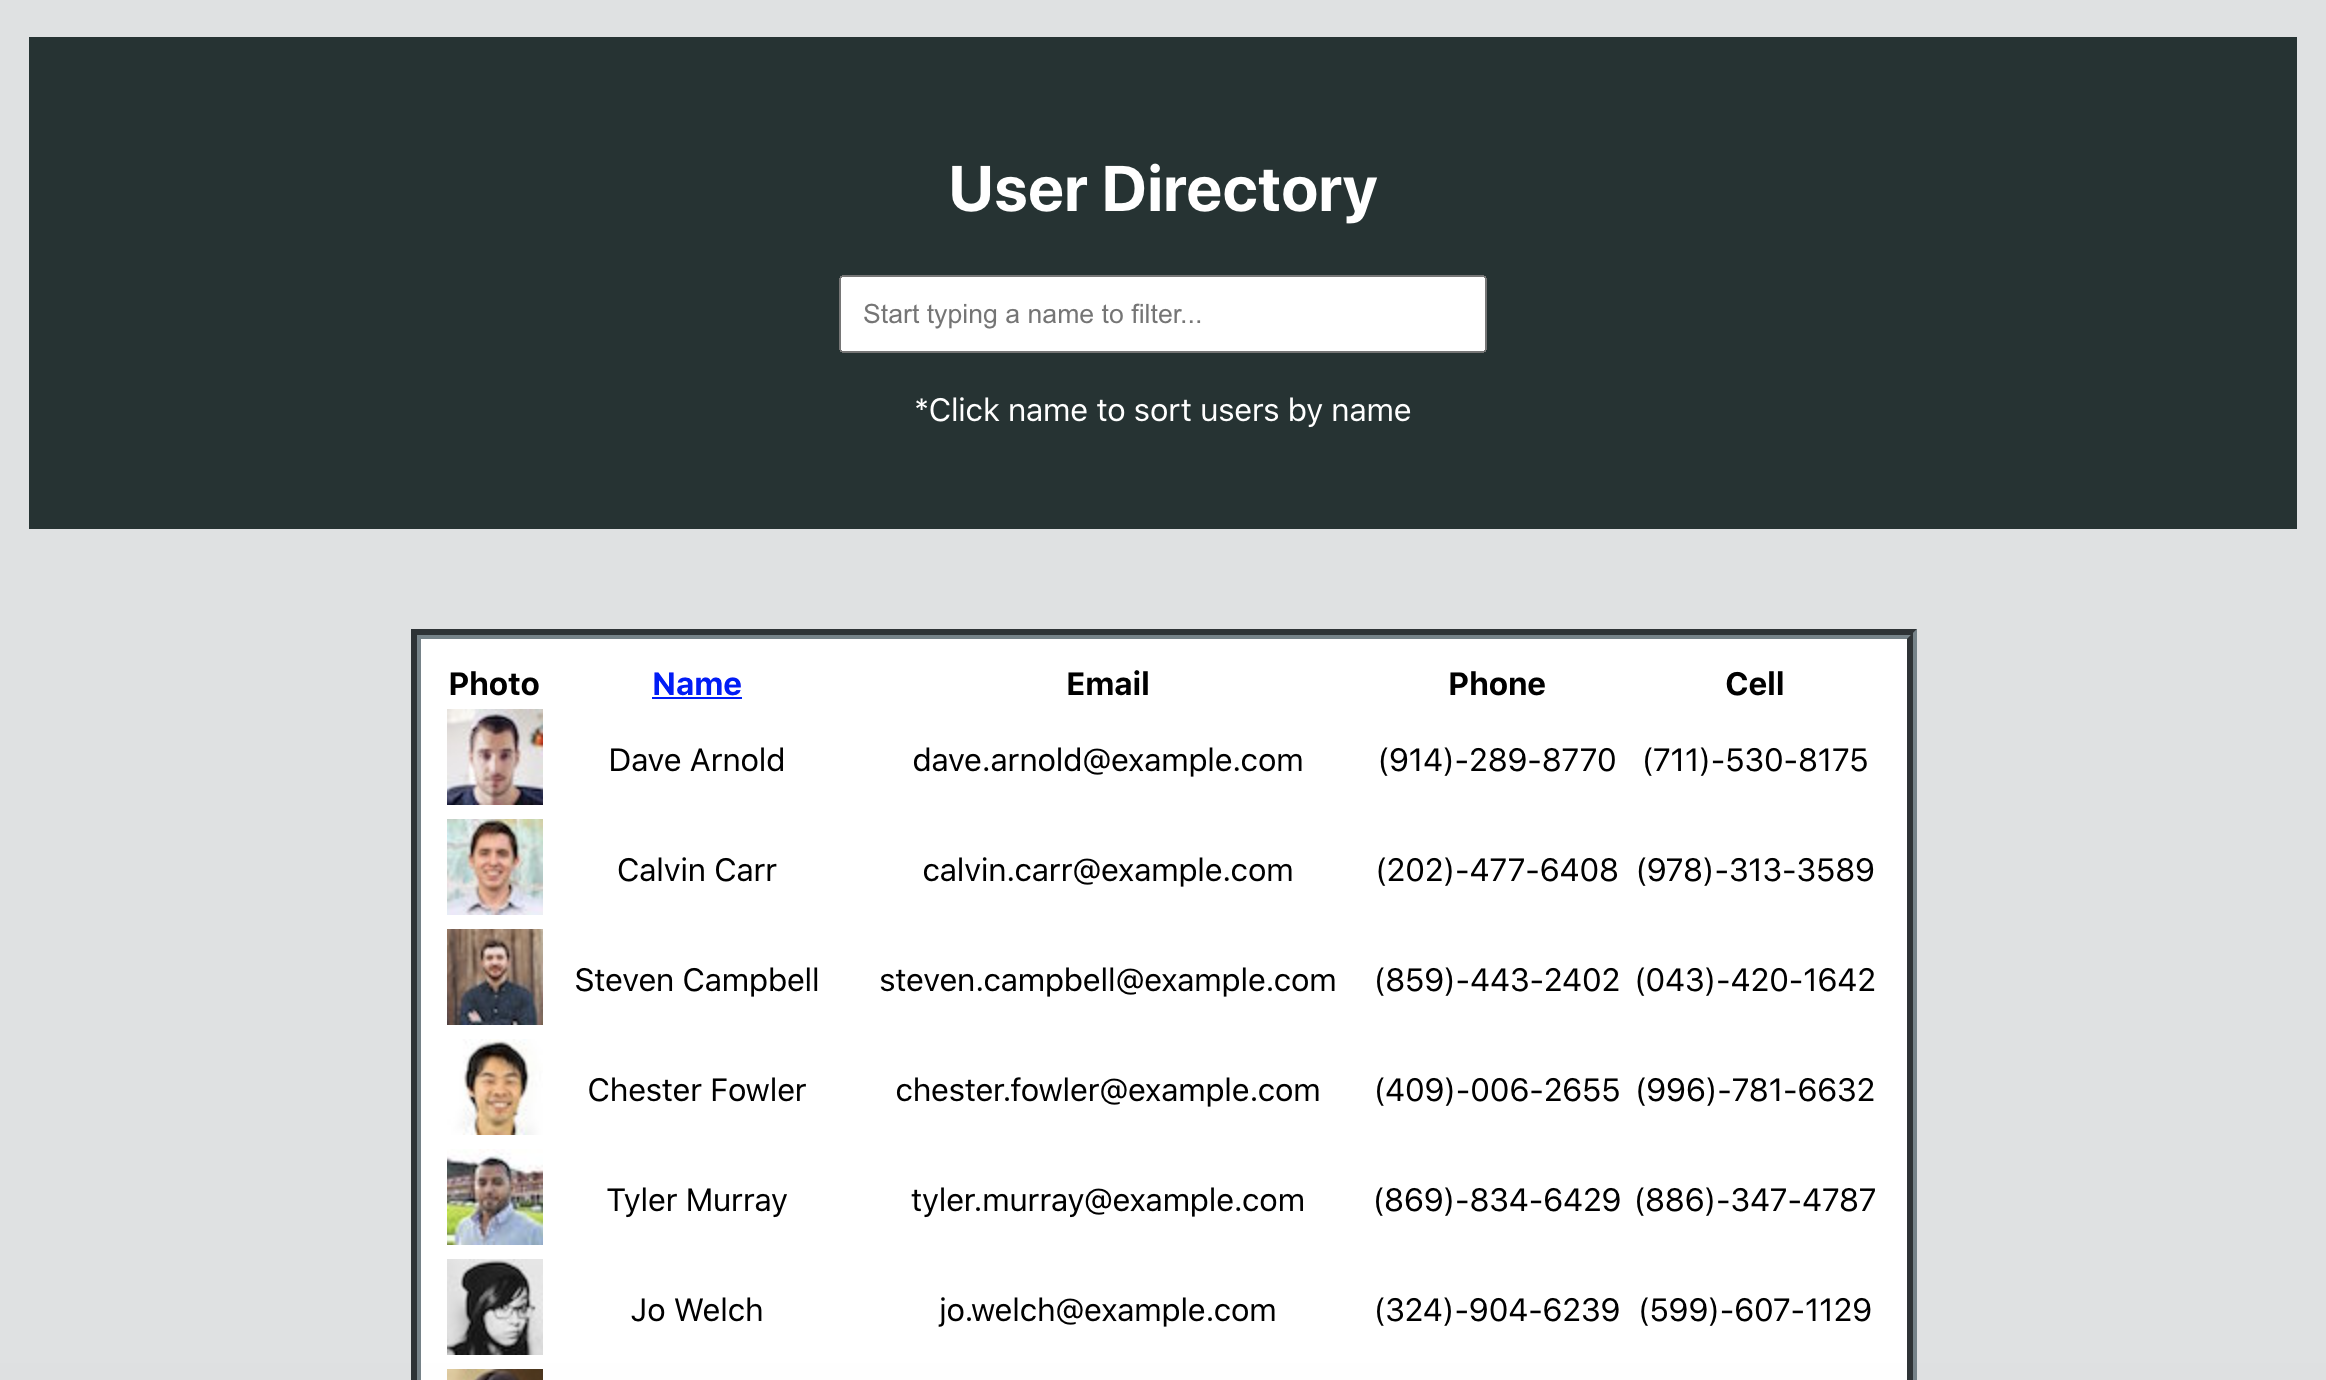 User Directory
Start typing a name to filter...
*Click name to sort users by name
Photo Name Email Phone Cell
Dave Arnold dave.arnold@example.com (914)-289-8770 (711)-530-8175
Calvin Carr calvin.carr@example.com (202)-477-6408 (978)-313-3589
Steven Campbell steven.campbell@example.com (859)-443-2402 (043)-420-1642
Chester Fowler chester.fowler@example.com (409)-006-2655 (996)-781-6632
Tyler Murray tyler.murray@example.com (869)-834-6429 (886)-347-4787
Jo Welch jo.welch@example.com (324)-904-6239 (599)-607-1129